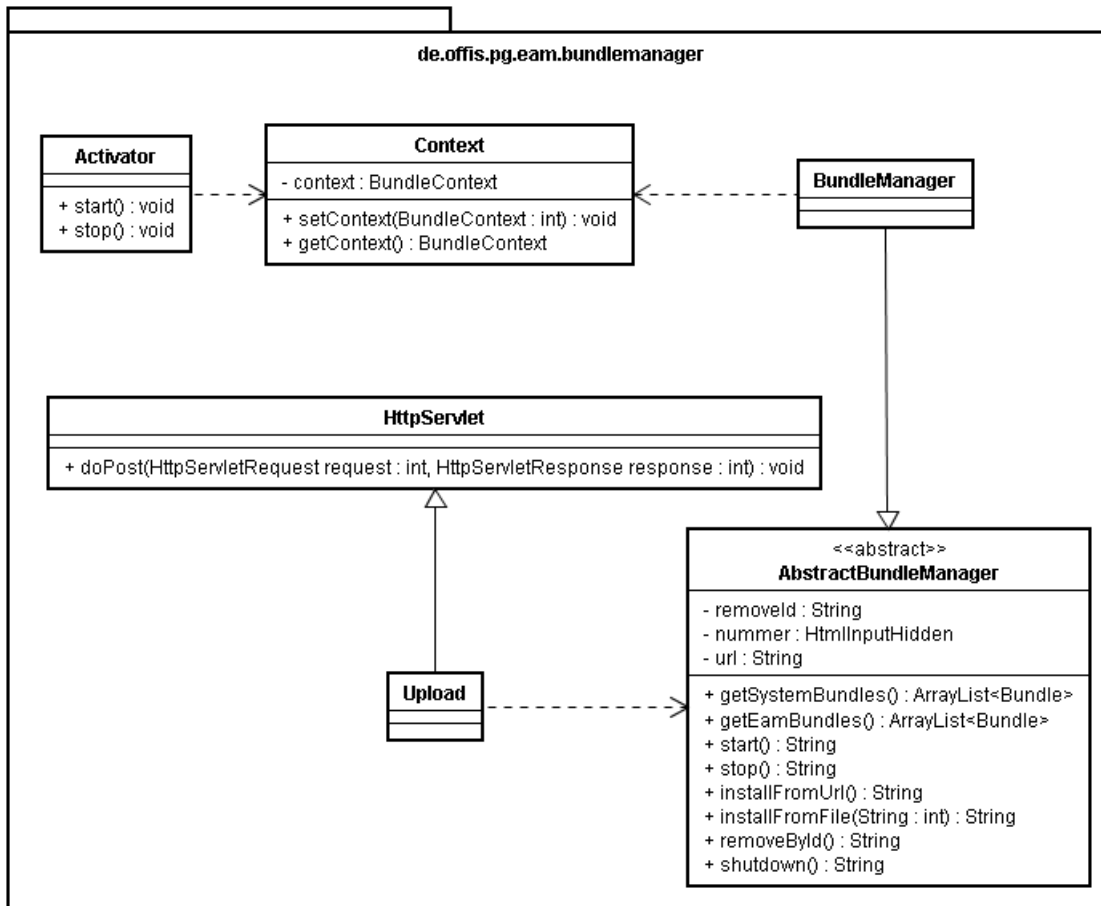 de.offis.pg.eam.bundlemanager
Activator
+ start() : void
+ stop() : void
Context
- context : BundleContext
+ setContext(BundleContext : int) : void
+ getContext() : BundleContext
BundleManager
HttpServlet
+ doPost(HttpServletRequest request : int, HttpServletResponse response : int) : void
<<abstract>>
AbstractBundleManager
- removeId : String
- nummer : HtmlInputHidden
- url : String
+ getSystemBundles() : ArrayList<Bundle>
+ getEamBundles() : ArrayList<Bundle>
+ start() : String
+ stop() : String
+ installFromUrl() : String
+ installFromFile(String : int) : String
+ removeById() : String
+ shutdown() : String
Upload